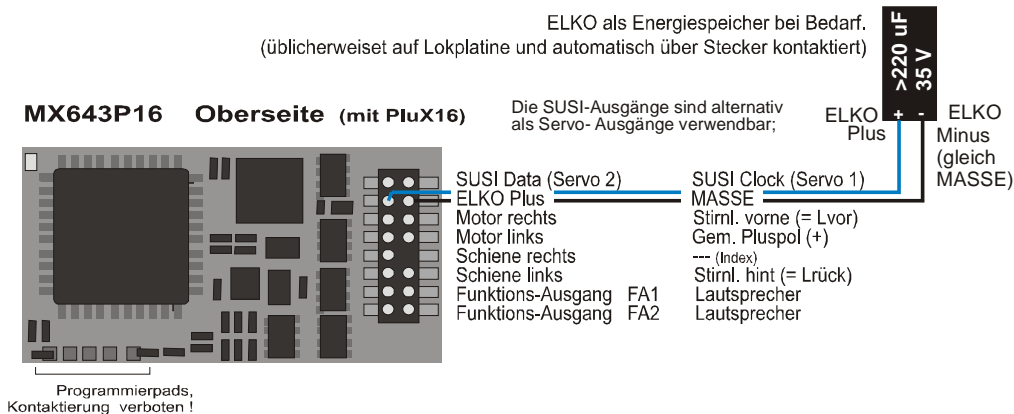 ELKO als Energiespeicher bei Bedarf.
(üblicherweiset auf Lokplatine und automatisch über Stecker kontaktiert)
>220 uF
35 V
+ -
MX643P16 Oberseite (mit PluX16)
Die SUSI-Ausgänge sind alternativ
als Servo- Ausgänge verwendbar;
ELKO
Plus
ELKO
Minus
(gleich
MASSE)
SUSI Data (Servo 2) SUSI Clock (Servo 1)
ELKO Plus MASSE
Motor rechts Stirnl. vorne (= Lvor)
Motor links Gem. Pluspol (+)
Schiene rechts --- (Index)
Schiene links Stirnl. hint (= Lrück)
Funktions-Ausgang FA1 Lautsprecher
Funktions-Ausgang FA2 Lautsprecher
Programmierpads,
Kontaktierung verboten !